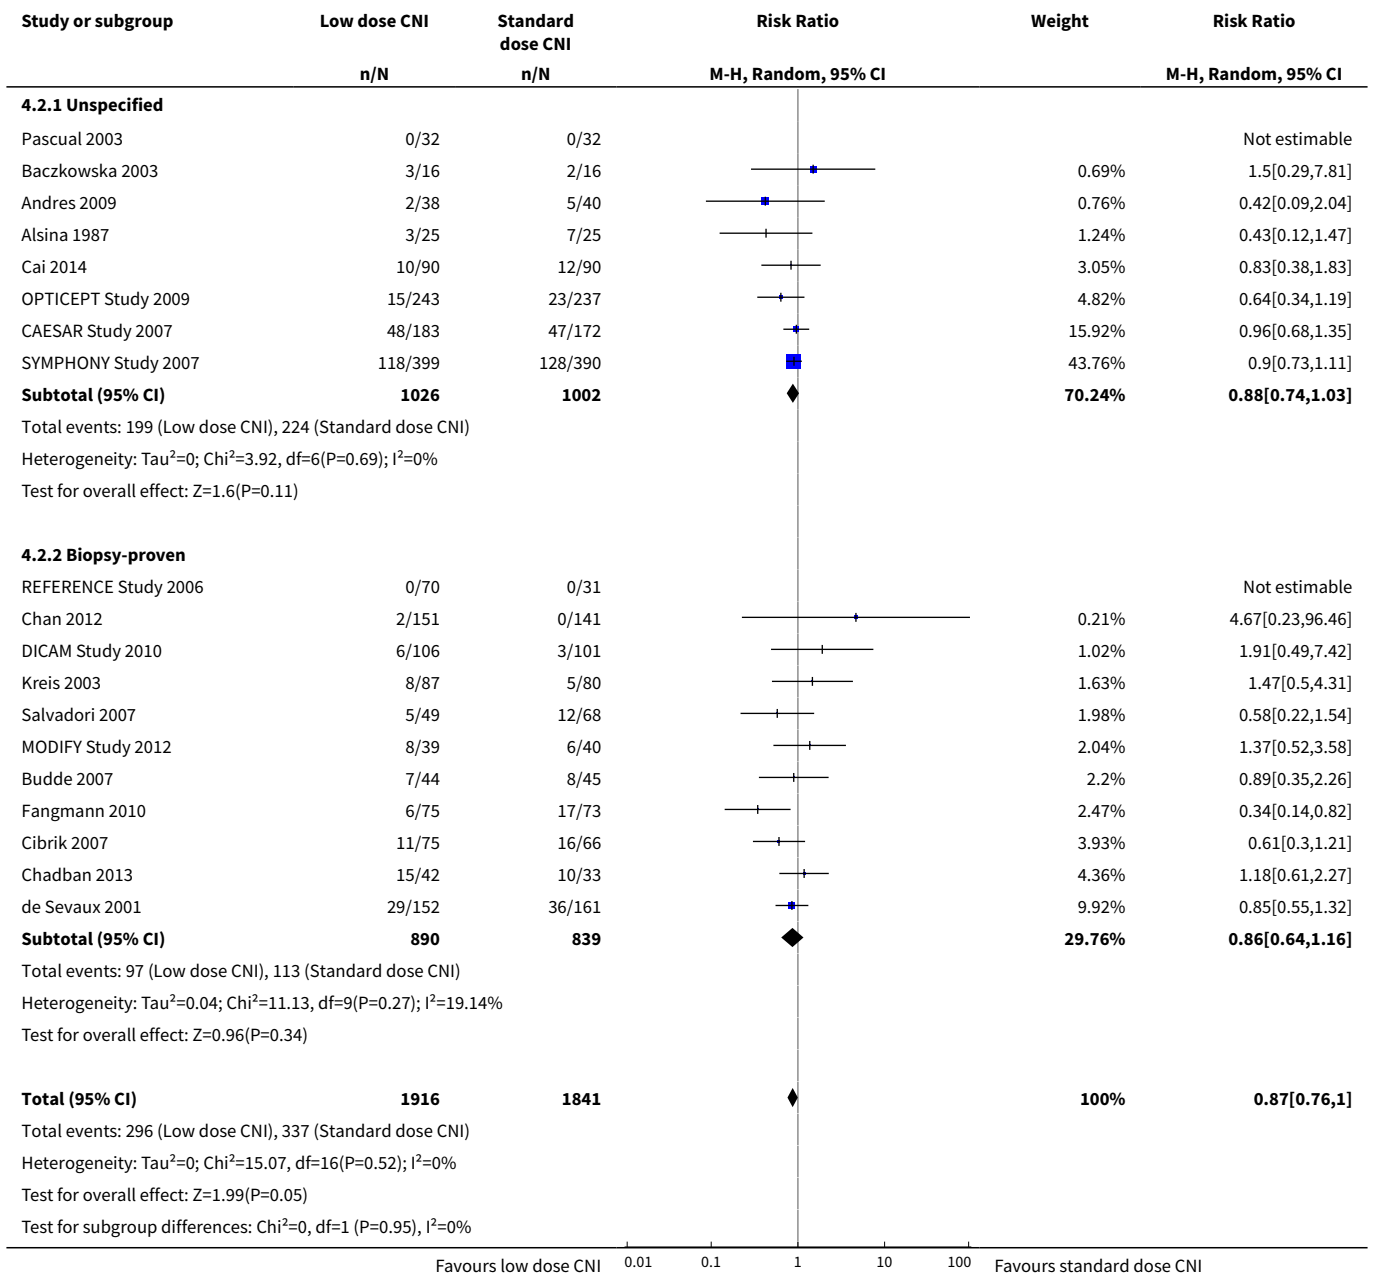 Study or subgroup Low dose CNI Standard dose CNI Risk Ratio Weight Risk Ratio
n/N n/N M-H, Random, 95% CI M-H, Random, 95% CI
4.2.1 Unspecified
Pascual 2003 0/32 0/32 Not estimable
Baczkowska 2003 3/16 2/16 0.69% 1.5[0.29,7.81]
Andres 2009 2/38 5/40 0.76% 0.42[0.09,2.04]
Alsina 1987 3/25 7/25 1.24% 0.43[0.12,1.47]
Cai 2014 10/90 12/90 3.05% 0.83[0.38,1.83]
OPTICEPT Study 2009 15/243 23/237 4.82% 0.64[0.34,1.19]
CAESAR Study 2007 48/183 47/172 15.92% 0.96[0.68,1.35]
SYMPHONY Study 2007 118/399 128/390 43.76% 0.9[0.73,1.11]
Subtotal (95% CI) 1026 1002 70.24% 0.88[0.74,1.03]
Total events: 199 (Low dose CNI), 224 (Standard dose CNI)
Heterogeneity: Tau²=0; Chi²=3.92, df=6(P=0.69); I²=0%
Test for overall effect: Z=1.6(P=0.11)
4.2.2 Biopsy-proven
REFERENCE Study 2006 0/70 0/31 Not estimable
Chan 2012 2/151 0/141 0.21% 4.67[0.23,96.46]
DICAM Study 2010 6/106 3/101 1.02% 1.91[0.49,7.42]
Kreis 2003 8/87 5/80 1.63% 1.47[0.5,4.31]
Salvadori 2007 5/49 12/68 1.98% 0.58[0.22,1.54]
MODIFY Study 2012 8/39 6/40 2.04% 1.37[0.52,3.58]
Budde 2007 7/44 8/45 2.2% 0.89[0.35,2.26]
Fangmann 2010 6/75 17/73 2.47% 0.34[0.14,0.82]
Cibrik 2007 11/75 16/66 3.93% 0.61[0.3,1.21]
Chadban 2013 15/42 10/33 4.36% 1.18[0.61,2.27]
de Sevaux 2001 29/152 36/161 9.92% 0.85[0.55,1.32]
Subtotal (95% CI) 890 839 29.76% 0.86[0.64,1.16]
Total events: 97 (Low dose CNI), 113 (Standard dose CNI)
Heterogeneity: Tau²=0.04; Chi²=11.13, df=9(P=0.27); I²=19.14%
Test for overall effect: Z=0.96(P=0.34)
Total (95% CI) 1916 1841 100% 0.87[0.76,1]
Total events: 296 (Low dose CNI), 337 (Standard dose CNI)
Heterogeneity: Tau²=0; Chi²=15.07, df=16(P=0.52); I²=0%
Test for overall effect: Z=1.99(P=0.05)
Test for subgroup differences: Chi²=0, df=1 (P=0.95), I²=0%
Favours low dose CNI 0.01 0.1 1 10 100 Favours standard dose CNI